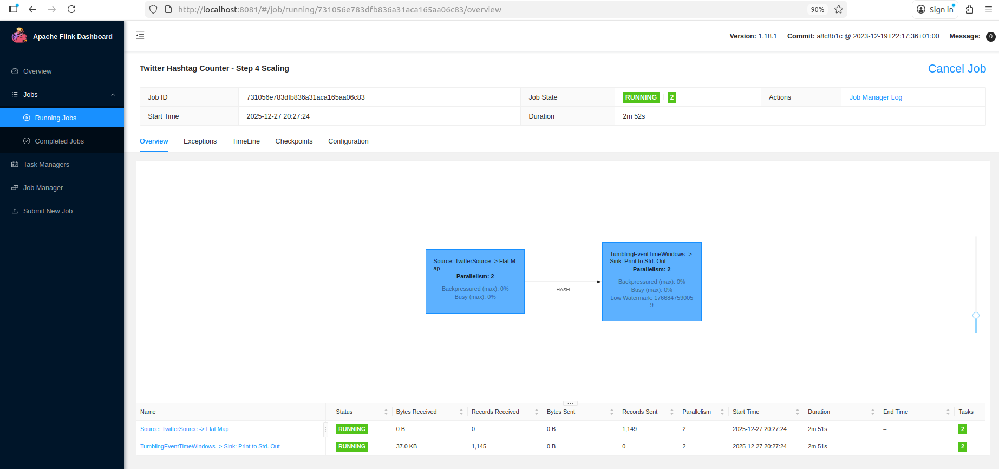 http://localhost:8081/#/job/running/731056e783dfb836a31aca165aa06c83/overview
90%
Sign in
Apache Flink Dashboard
Version: 1.18.1
Commit: a8c8b1c @ 2023-12-19T22:17:36+01:00
Message: 0
Overview
Jobs
Running Jobs
Completed Jobs
Task Managers
Job Manager
Submit New Job
Twitter Hashtag Counter - Step 4 Scaling
Cancel Job
Job ID 731056e783dfb836a31aca165aa06c83 Job State RUNNING 2 Actions Job Manager Log
Start Time 2025-12-27 20:27:24 Duration 2m 52s
Overview Exceptions TimeLine Checkpoints Configuration
Source: TwitterSource -> Flat M
ap
Parallelism: 2
Backpressured (max): 0%
Busy (max): 0%
HASH
TumblingEventTimeWindows ->
Sink: Print to Std. Out
Parallelism: 2
Backpressured (max): 0%
Busy (max): 0%
Low Watermark: 176684759005
9
Name Status Bytes Received Records Received Bytes Sent Records Sent Parallelism Start Time Duration End Time Tasks
Source: TwitterSource -> Flat Map RUNNING 0 B 0 0 B 1,149 2 2025-12-27 20:27:24 2m 51s – 2
TumblingEventTimeWindows -> Sink: Print to Std. Out RUNNING 37.0 KB 1,145 0 B 0 2 2025-12-27 20:27:24 2m 51s – 2